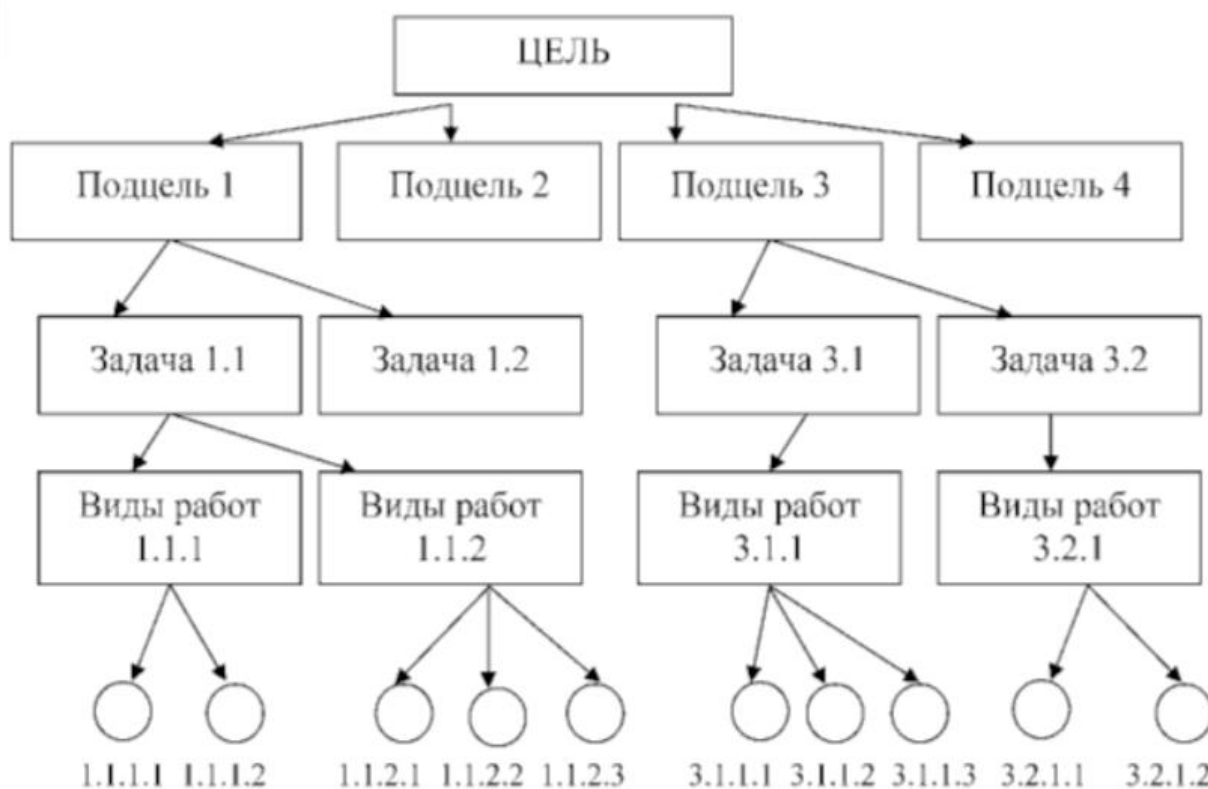 ЦЕЛЬ
Подцель 1
Подцель 2
Подцель 3
Подцель 4
Задача 1.1
Задача 1.2
Задача 3.1
Задача 3.2
Виды работ
1.1.1
Виды работ
1.1.2
Виды работ
3.1.1
Виды работ
3.2.1
1.1.1.1
1.1.1.2
1.1.2.1
1.1.2.2
1.1.2.3
3.1.1.1
3.1.1.2
3.1.1.3
3.2.1.1
3.2.1.2